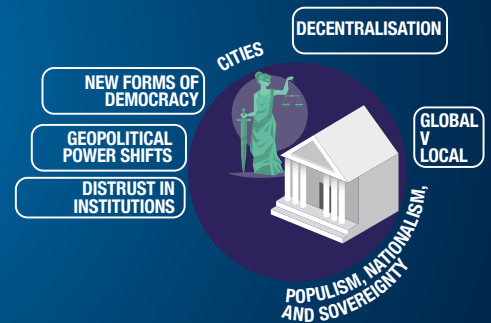 DECENTRALISATION
CITIES
NEW FORMS OF
DEMOCRACY
GEOPOLITICAL
POWER SHIFTS
DISTRUST IN
INSTITUTIONS
GLOBAL
V
LOCAL
POPULISM, NATIONALISM,
AND SOVEREIGNTY